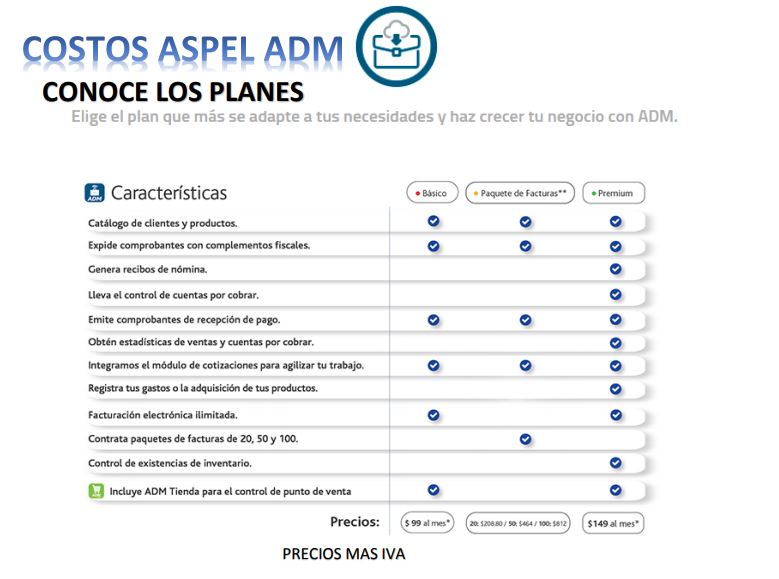 COSTOS ASPEL ADM
CONOCE LOS PLANES
Elige el plan que más se adapte a tus necesidades y haz crecer tu negocio con ADM.
ADM Características Básico Paquete de Facturas** Premium
Catálogo de clientes y productos.
Expide comprobantes con complementos fiscales.
Genera recibos de nómina.
Lleva el control de cuentas por cobrar.
Emite comprobantes de recepción de pago.
Obtén estadísticas de ventas y cuentas por cobrar.
Integramos el módulo de cotizaciones para agilizar tu trabajo.
Registra tus gastos o la adquisición de tus productos.
Facturación electrónica ilimitada.
Contrata paquetes de facturas de 20, 50 y 100.
Control de existencias de inventario.
Incluye ADM Tienda para el control de punto de venta
Precios: $ 99 al mes* 20: $208.80 / 50: $464 / 100: $812 $149 al mes*
PRECIOS MAS IVA